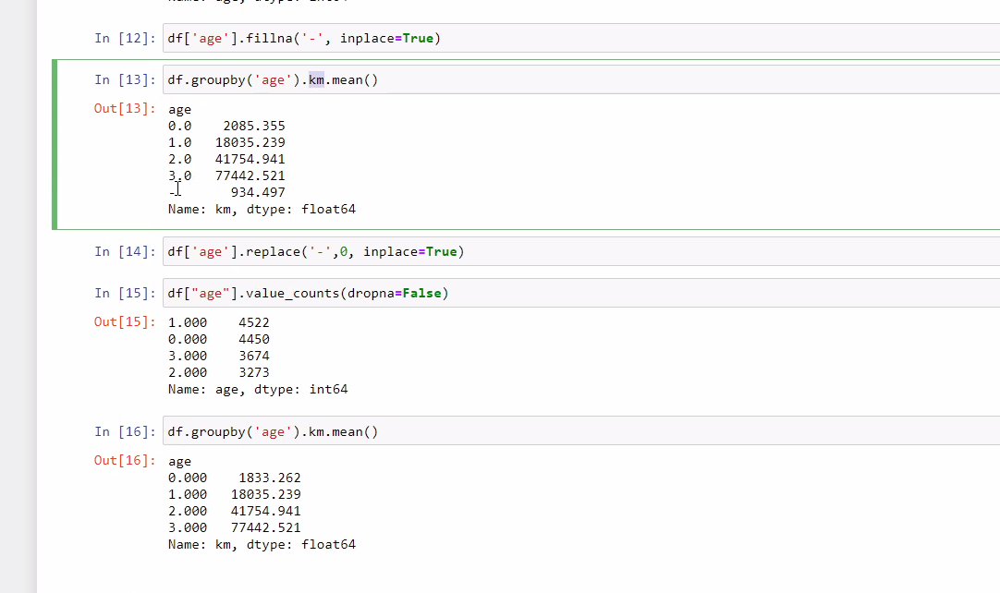 In [12]: df['age'].fillna('-', inplace=True)
In [13]: df.groupby('age').km.mean()
Out[13]: age
0.0 2085.355
1.0 18035.239
2.0 41754.941
3.0 77442.521
- 934.497
Name: km, dtype: float64
In [14]: df['age'].replace('-',0, inplace=True)
In [15]: df["age"].value_counts(dropna=False)
Out[15]: 1.000 4522
0.000 4450
3.000 3674
2.000 3273
Name: age, dtype: int64
In [16]: df.groupby('age').km.mean()
Out[16]: age
0.000 1833.262
1.000 18035.239
2.000 41754.941
3.000 77442.521
Name: km, dtype: float64